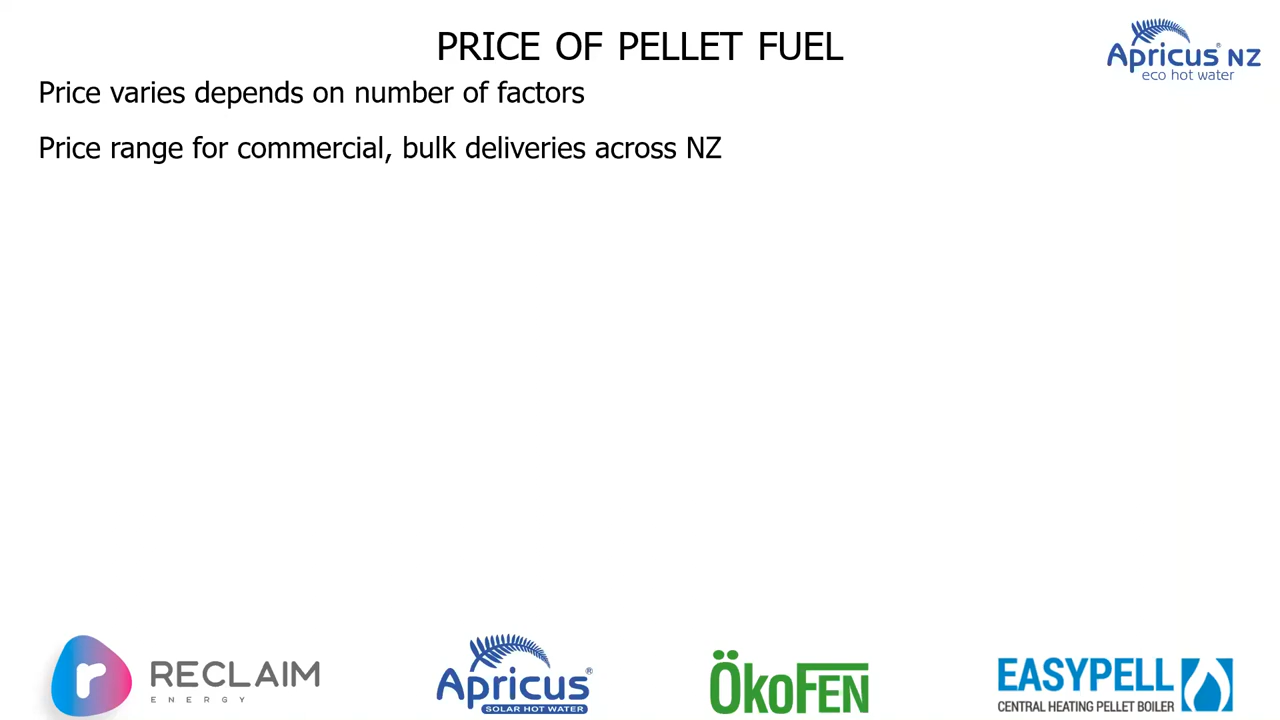 PRICE OF PELLET FUEL
Apricus® NZ
eco hot water
Price varies depends on number of factors
Price range for commercial, bulk deliveries across NZ
r RECLAIM
ENERGY
Apricus®
SOLAR HOT WATER
ÖkoFEN
EASYPELL
CENTRAL HEATING PELLET BOILER